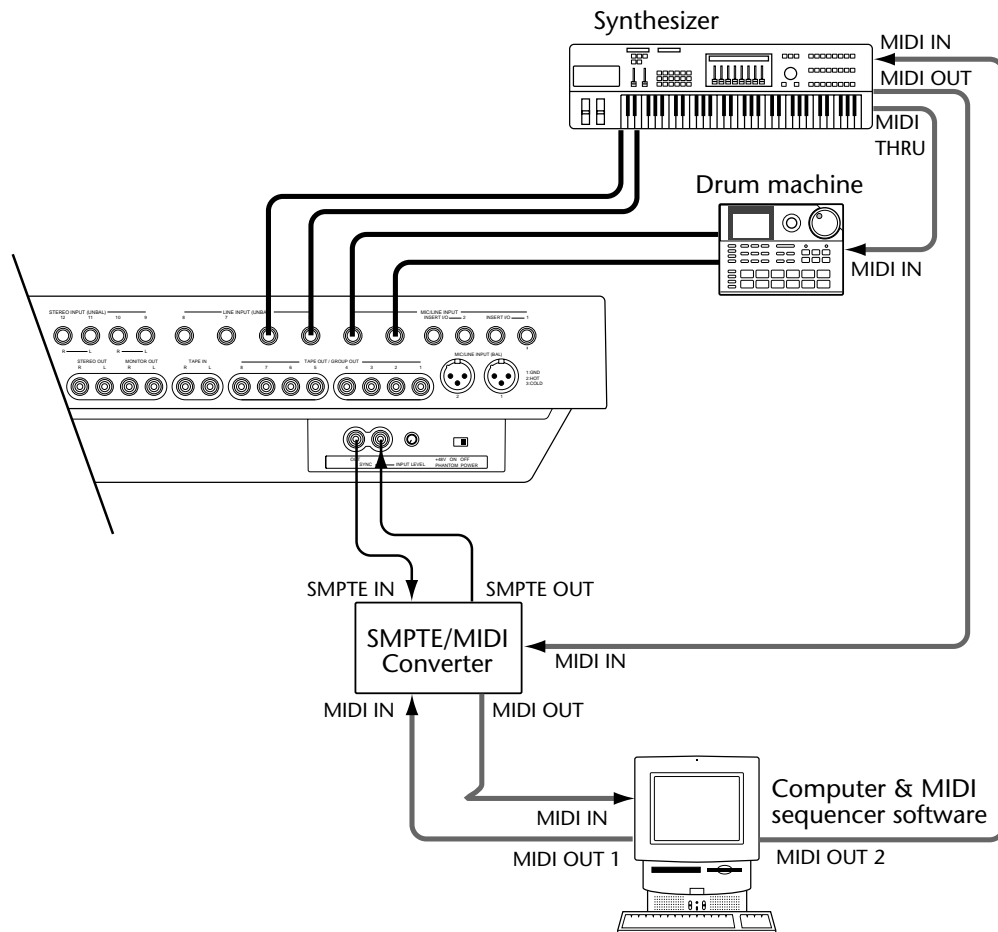 Synthesizer
MIDI IN
MIDI OUT
MIDI
THRU
Drum machine
MIDI IN
STEREO INPUT (UNBAL)
12 11 10 9
R L R L
LINE INPUT (UNBAL
8 7
MIC/LINE INPUT
INSERT I/O 2 INSERT I/O 1
STEREO OUT
R L
MONITOR OUT
R L
TAPE IN
R L
TAPE OUT / GROUP OUT
8 7 6 5 4 3 2 1
MIC/LINE INPUT (BAL)
2 1
1:GND
2:HOT
3:COLD
OUT
SYNC INPUT LEVEL
+48V ON OFF
PHANTOM POWER
SMPTE IN
SMPTE OUT
SMPTE/MIDI
Converter
MIDI IN
MIDI IN
MIDI OUT
MIDI IN
MIDI OUT 1
Computer & MIDI
sequencer software
MIDI OUT 2